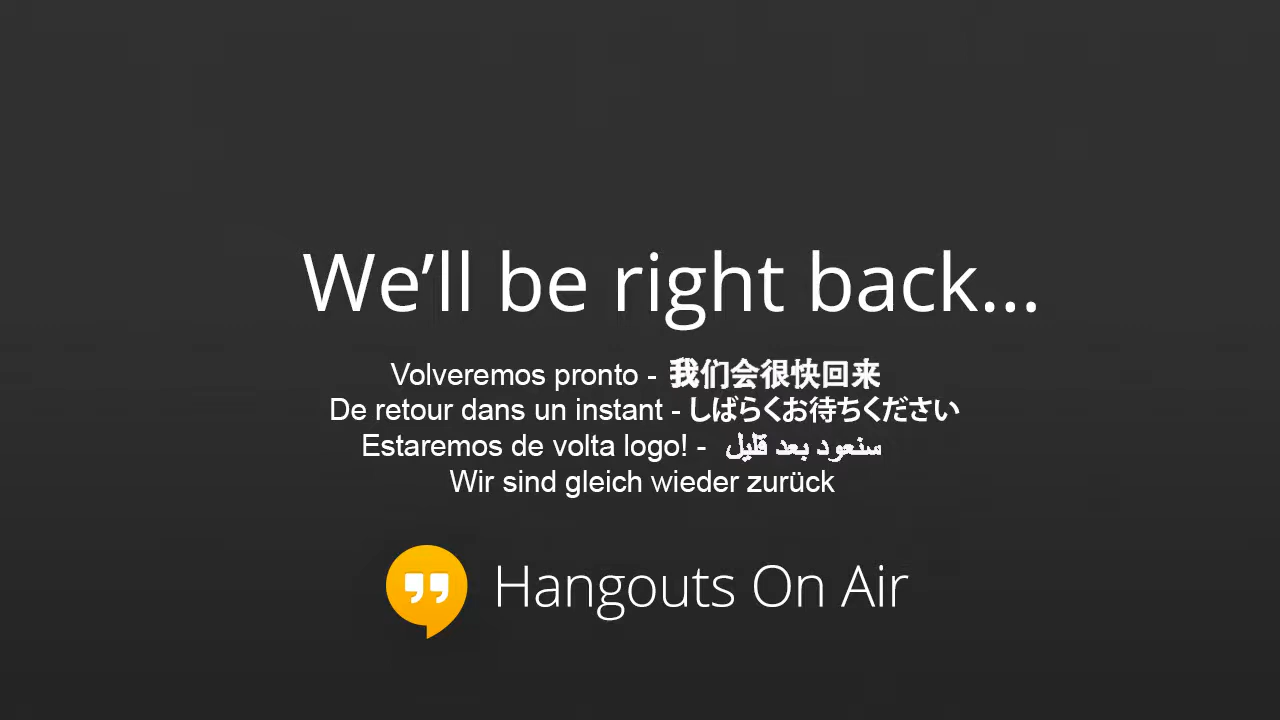 We’ll be right back...
Volveremos pronto - 我们会很快回来
De retour dans un instant - しばらくお待ちください
Estaremos de volta logo! - سنعود بعد قليل
Wir sind gleich wieder zurück
Hangouts On Air